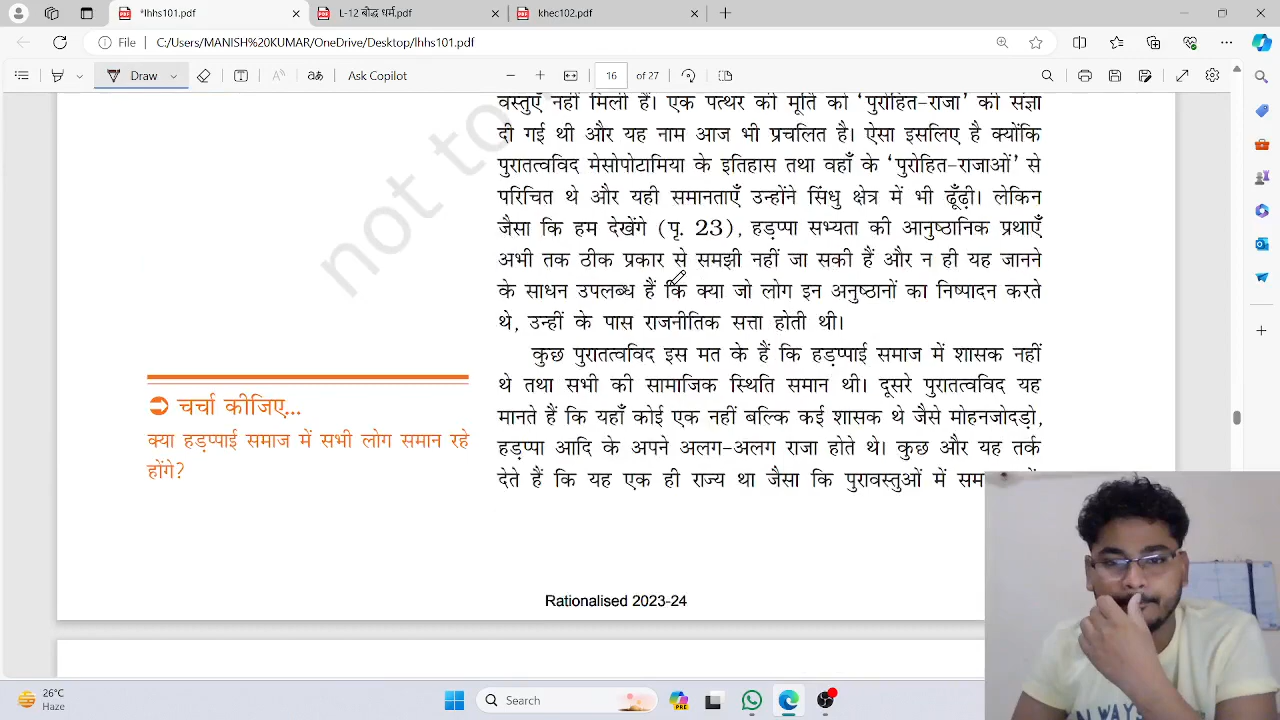 *lhhs101.pdf
L-12 बौद्ध धर्म.pdf
khec102.pdf
File
C:/Users/MANISH%20KUMAR/OneDrive/Desktop/lhhs101.pdf
Draw
Ask Copilot
16 of 27
वस्तुएँ नहीं मिली हैं। एक पत्थर की मूर्ति को ‘पुरोहित-राजा’ की संज्ञा
दी गई थी और यह नाम आज भी प्रचलित है। ऐसा इसलिए है क्योंकि
पुरातत्वविद मेसोपोटामिया के इतिहास तथा वहाँ के ‘पुरोहित-राजाओं’ से
परिचित थे और यही समानताएँ उन्होंने सिंधु क्षेत्र में भी ढूँढ़ी। लेकिन
जैसा कि हम देखेंगे (पृ. 23), हड़प्पा सभ्यता की आनुष्ठानिक प्रथाएँ
अभी तक ठीक प्रकार से समझी नहीं जा सकी हैं और न ही यह जानने
के साधन उपलब्ध हैं कि क्या जो लोग इन अनुष्ठानों का निष्पादन करते
थे, उन्हीं के पास राजनीतिक सत्ता होती थी।
कुछ पुरातत्वविद इस मत के हैं कि हड़प्पाई समाज में शासक नहीं
थे तथा सभी की सामाजिक स्थिति समान थी। दूसरे पुरातत्वविद यह
मानते हैं कि यहाँ कोई एक नहीं बल्कि कई शासक थे जैसे मोहनजोदड़ो,
हड़प्पा आदि के अपने अलग-अलग राजा होते थे। कुछ और यह तर्क
देते हैं कि यह एक ही राज्य था जैसा कि पुरावस्तुओं में
चर्चा कीजिए...
क्या हड़प्पाई समाज में सभी लोग समान रहे
होंगे?
not to
Rationalised 2023-24
26°C
Haze
Search
PRE
ALWAYS